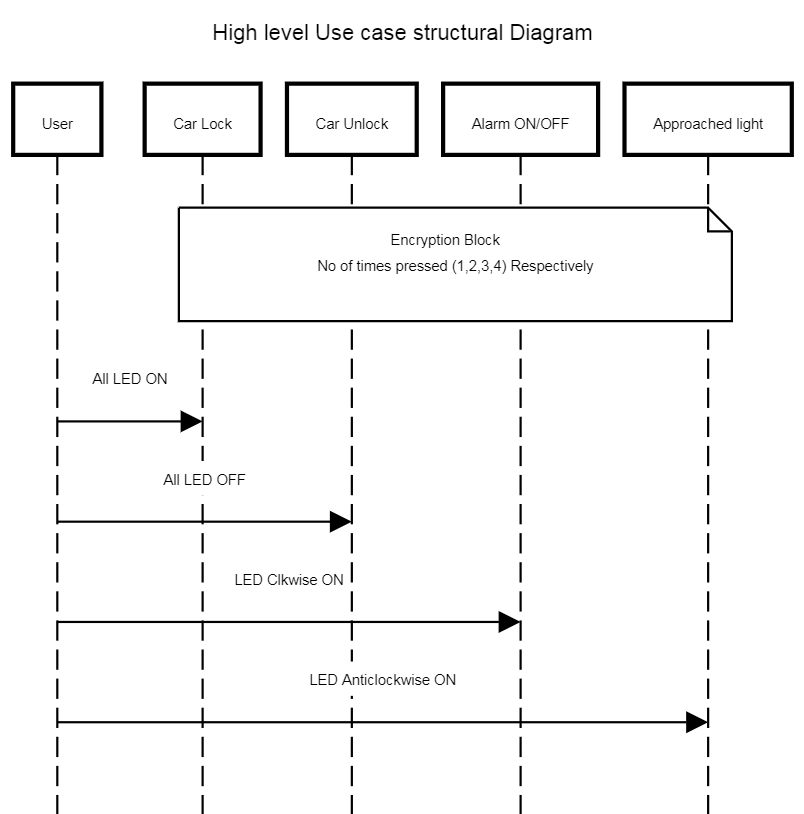 High level Use case structural Diagram
User
Car Lock
Car Unlock
Alarm ON/OFF
Approached light
Encryption Block
No of times pressed (1,2,3,4) Respectively
All LED ON
All LED OFF
LED Clkwise ON
LED Anticlockwise ON